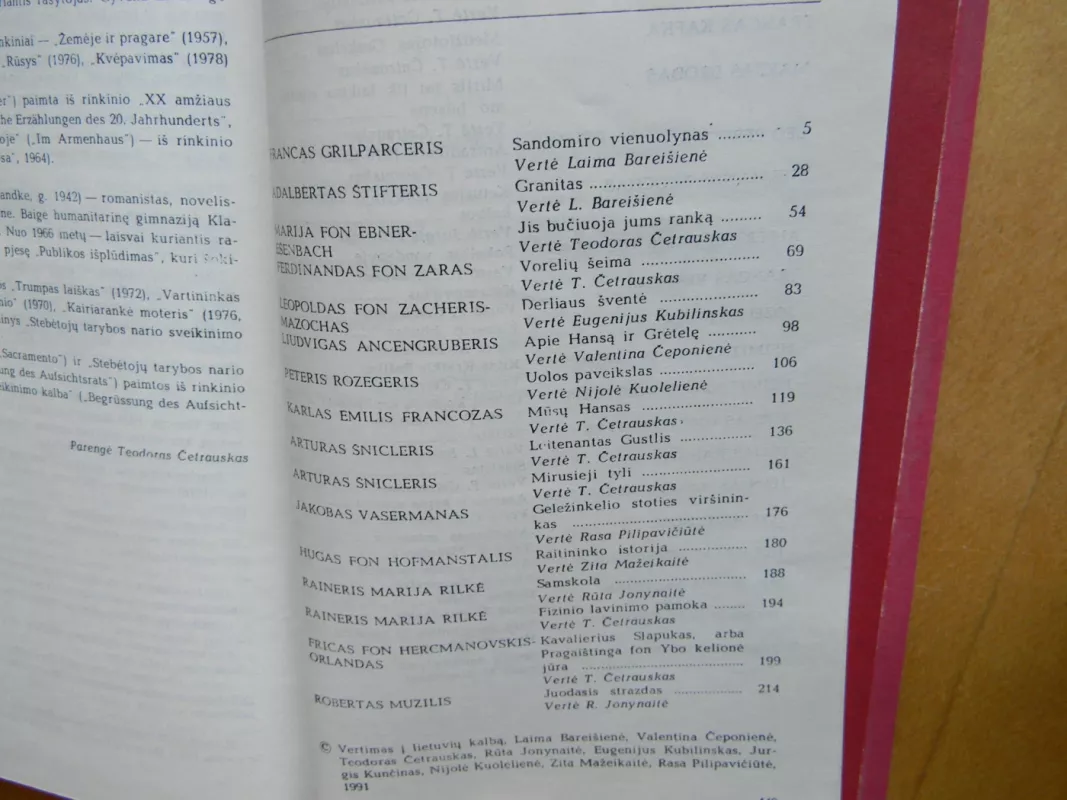 nkiniai — „Žemėje ir pragare“ (1957),
„Rūsys“ (1976), „Kvėpavimas“ (1978)
er“) paimta iš rinkinio „XX amžiaus
che Erzählungen des 20. Jahrhunderts“,
oje“ („Im Armenhaus“) — iš rinkinio
sa“, 1964).
andke, g. 1942) — romanistas, novelis-
ne. Baigė humanitarinę gimnaziją Kla-
Nuo 1966 metų — laisvai kuriantis ra-
pjesę „Publikos išplūdimas“, kuri
os „Trumpas laiškas“ (1972), „Vartininkas
nio“ (1970), „Kairiarankė moteris“ (1976,
inys „Stebėtojų tarybos nario sveikinimo
„Sacramento“) ir „Stebėtojų tarybos nario
ung des Aufsichtsrats“) paimtos iš rinkinio
eikinimo kalba“ („Begrüssung des Aufsicht-
Parengė Teodoras Četrauskas
FRANCAS GRILPARCERIS Sandomiro vienuolynas .......... 5
Vertė Laima Bareišienė
ADALBERTAS ŠTIFTERIS Granitas .......... 28
Vertė L. Bareišienė
MARIJA FON EBNER- Jis bučiuoja jums ranką ......... 54
ESENBACH Vertė Teodoras Četrauskas
FERDINANDAS FON ZARAS Vorelių šeima .......... 69
Vertė T. Četrauskas
LEOPOLDAS FON ZACHERIS- Derliaus šventė .......... 83
MAZOCHAS Vertė Eugenijus Kubilinskas
LIUDVIGAS ANCENGRUBERIS Apie Hansą ir Grėtelę ........... 98
Vertė Valentina Čeponienė
PETERIS ROZEGERIS Uolos paveikslas .......... 106
Vertė Nijolė Kuolelienė
KARLAS EMILIS FRANCOZAS Mūsų Hansas .......... 119
Vertė T. Četrauskas
ARTURAS ŠNICLERIS Leitenantas Gustlis .......... 136
Vertė T. Četrauskas
ARTURAS ŠNICLERIS Mirusieji tyli .......... 161
Vertė T. Četrauskas
JAKOBAS VASERMANAS Geležinkelio stoties viršinin-
kas .......... 176
Vertė Rasa Pilipavičiūtė
HUGAS FON HOFMANSTALIS Raitininko istorija .......... 180
Vertė Zita Mažeikaitė
RAINERIS MARIJA RILKĖ Samskola .......... 188
Vertė Rūta Jonynaitė
RAINERIS MARIJA RILKĖ Fizinio lavinimo pamoka ........ 194
Vertė T. Četrauskas
FRICAS FON HERCMANOVSKIS- Kavalierius Slapukas, arba
ORLANDAS Pragaištinga fon Ybo kelionė
jūra .......... 199
Vertė T. Četrauskas
ROBERTAS MUZILIS Juodasis strazdas .......... 214
Vertė R. Jonynaitė
© Vertimas į lietuvių kalbą, Laima Bareišienė, Valentina Čeponienė,
Teodoras Četrauskas, Rūta Jonynaitė, Eugenijus Kubilinskas, Jur-
gis Kunčinas, Nijolė Kuolelienė, Zita Mažeikaitė, Rasa Pilipavičiūtė,
1991